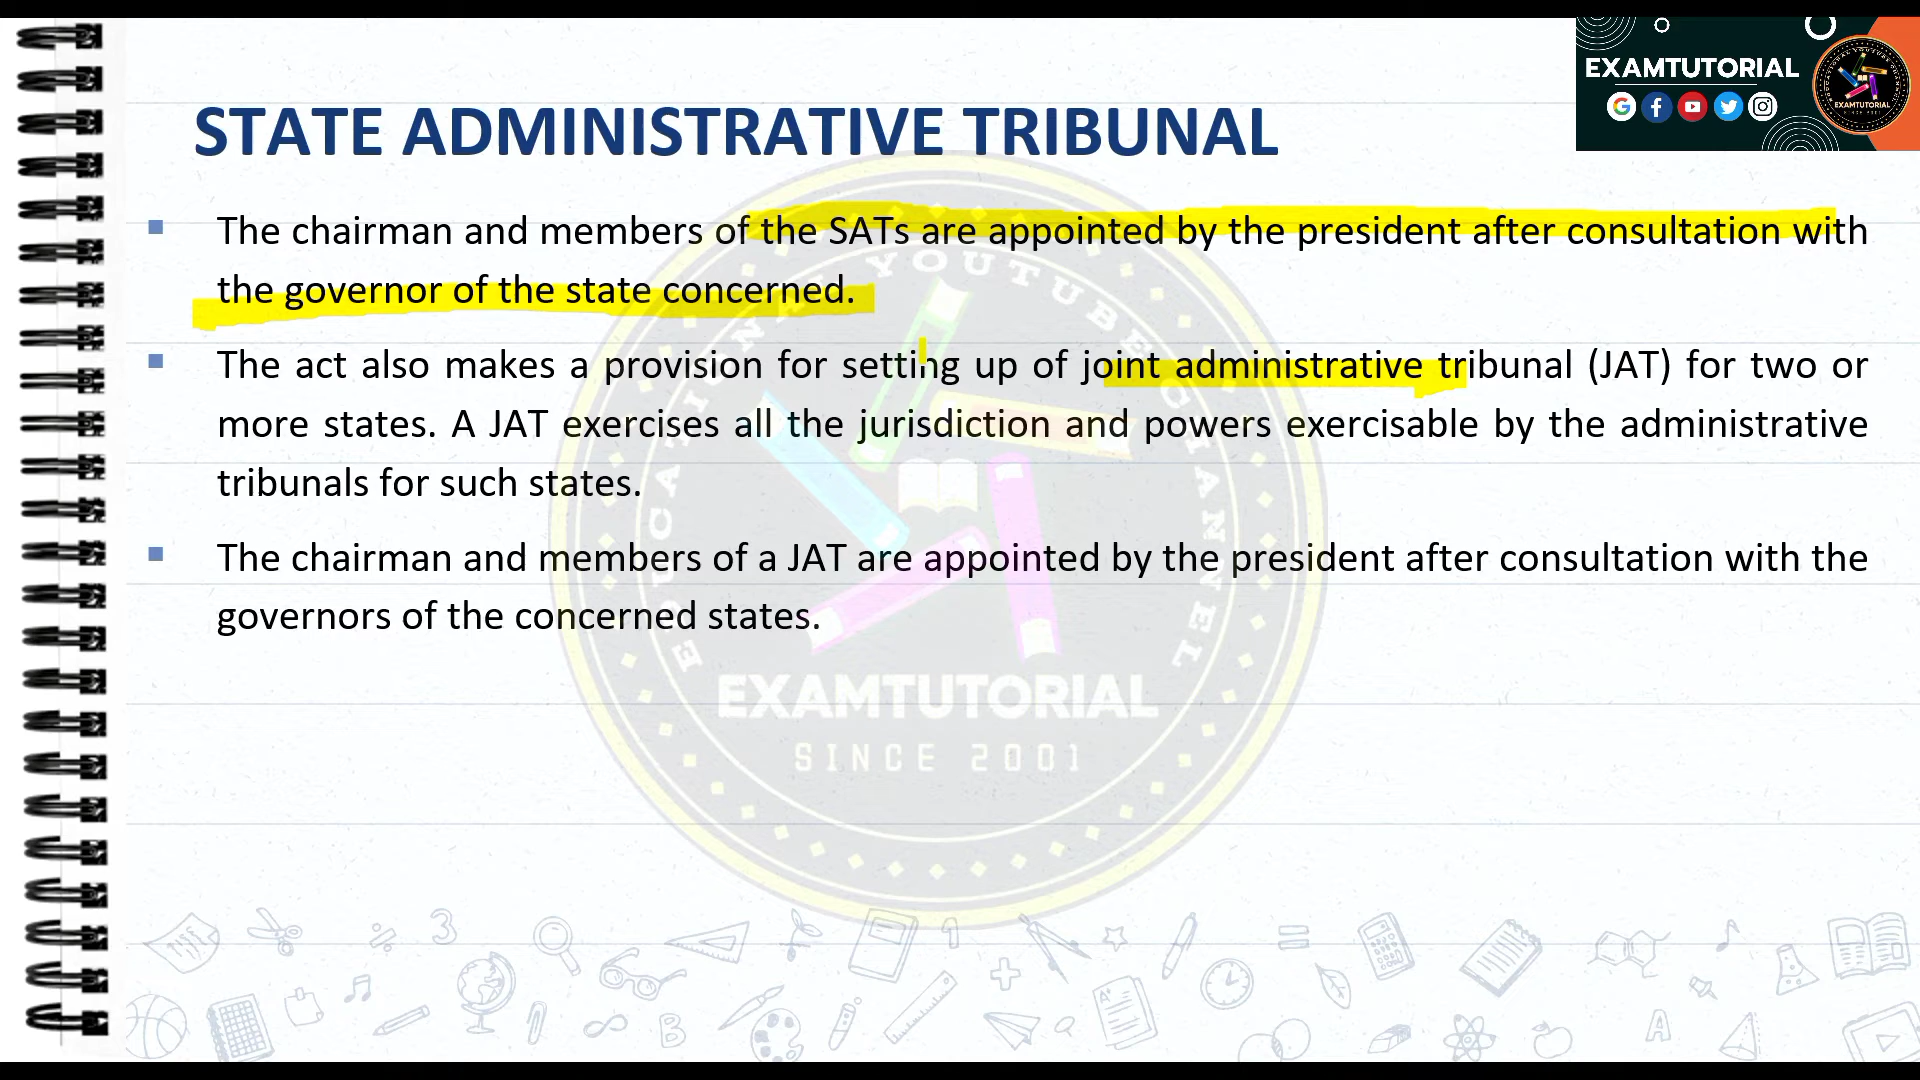 EXAMTUTORIAL
STATE ADMINISTRATIVE TRIBUNAL
The chairman and members of the SATs are appointed by the president after consultation with
the governor of the state concerned.
The act also makes a provision for setting up of joint administrative tribunal (JAT) for two or
more states. A JAT exercises all the jurisdiction and powers exercisable by the administrative
tribunals for such states.
The chairman and members of a JAT are appointed by the president after consultation with the
governors of the concerned states.
EDUCATIONAL YOUTUBE CHANNEL
EXAMTUTORIAL
SINCE 2001